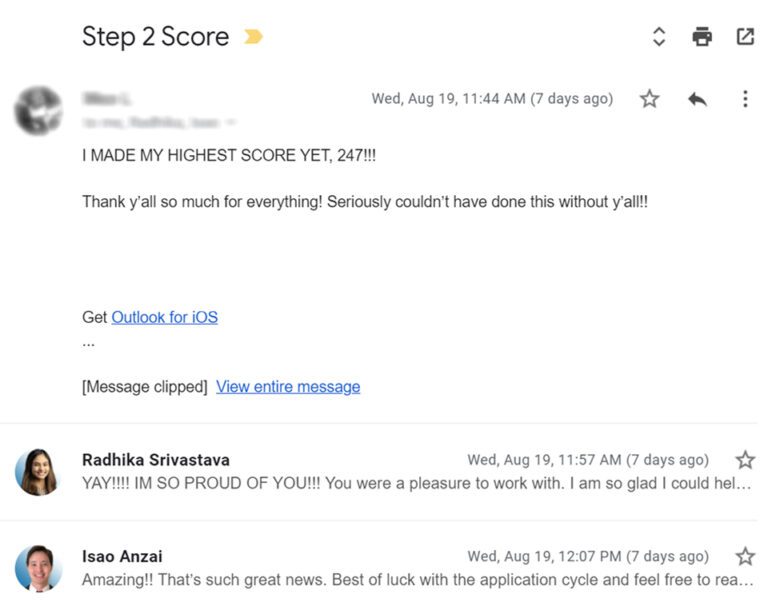 Step 2 Score
Wed, Aug 19, 11:44 AM (7 days ago)
I MADE MY HIGHEST SCORE YET, 247!!!
Thank y'all so much for everything! Seriously couldn't have done this without y'all!!
Get Outlook for iOS
...
[Message clipped] View entire message
Radhika Srivastava Wed, Aug 19, 11:57 AM (7 days ago)
YAY!!!! IM SO PROUD OF YOU!!! You were a pleasure to work with. I am so glad I could hel...
Isao Anzai Wed, Aug 19, 12:07 PM (7 days ago)
Amazing!! That's such great news. Best of luck with the application cycle and feel free to rea...